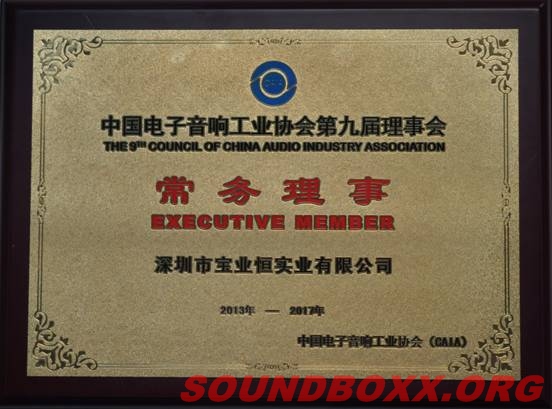 中国电子音响工业协会第九届理事会
THE 9TH COUNCIL OF CHINA AUDIO INDUSTRY ASSOCIATION
常务理事
EXECUTIVE MEMBER
深圳市宝业恒实业有限公司
2013年 — 2017年
中国电子音响工业协会（CAIA）
SOUNDBOXX.ORG